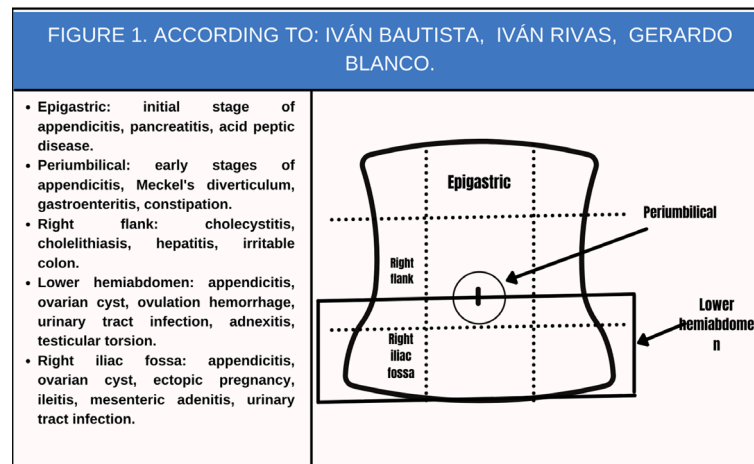 FIGURE 1. ACCORDING TO: IVÁN BAUTISTA, IVÁN RIVAS, GERARDO
BLANCO.
• Epigastric: initial stage of
appendicitis, pancreatitis, acid peptic
disease.
• Periumbilical: early stages of
appendicitis, Meckel's diverticulum,
gastroenteritis, constipation.
• Right flank: cholecystitis,
cholelithiasis, hepatitis, irritable
colon.
• Lower hemiabdomen: appendicitis,
ovarian cyst, ovulation hemorrhage,
urinary tract infection, adnexitis,
testicular torsion.
• Right iliac fossa: appendicitis,
ovarian cyst, ectopic pregnancy,
ileitis, mesenteric adenitis, urinary
tract infection.
Epigastric
Periumbilical
Right
flank
Lower
hemiabdome
n
Right
iliac
fossa